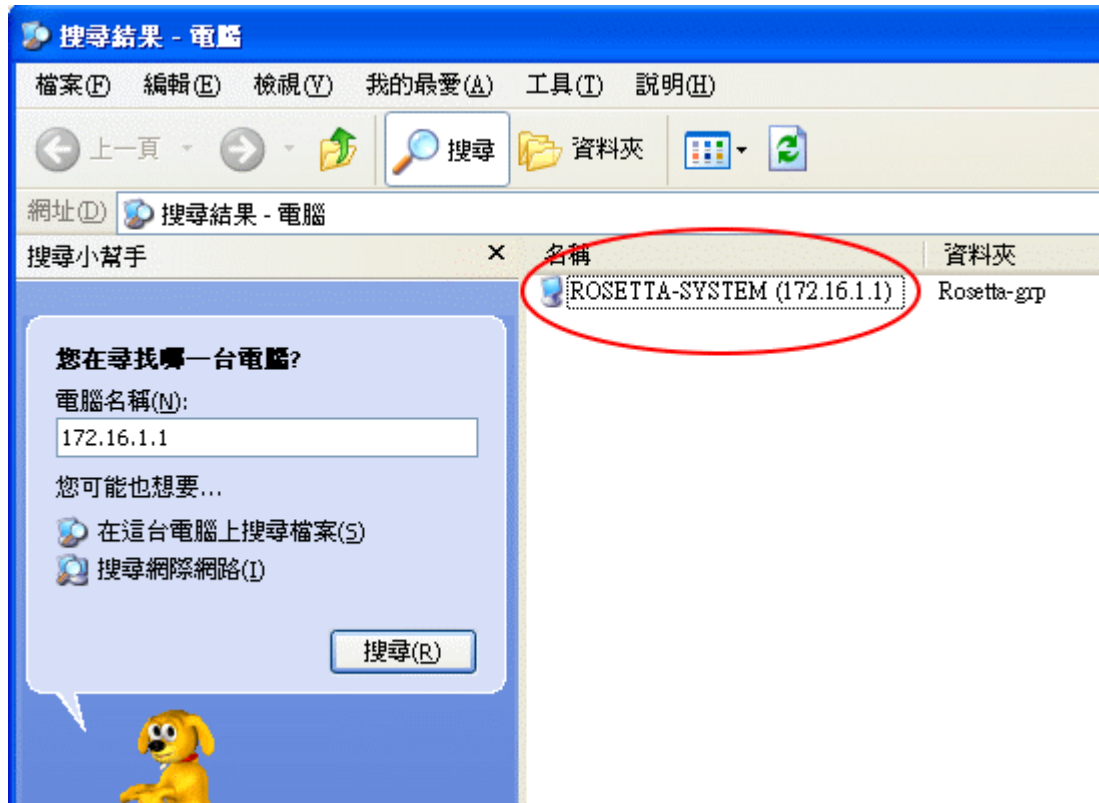 搜尋結果 - 電腦
檔案(F) 編輯(E) 檢視(V) 我的最愛(A) 工具(T) 說明(H)
上一頁 搜尋 資料夾
網址(D) 搜尋結果 - 電腦
搜尋小幫手
名稱 資料夾
ROSETTA-SYSTEM (172.16.1.1) Rosetta-grp
您在尋找哪一台電腦?
電腦名稱(N):
172.16.1.1
您可能也想要...
在這台電腦上搜尋檔案(S)
搜尋網際網路(I)
搜尋(R)